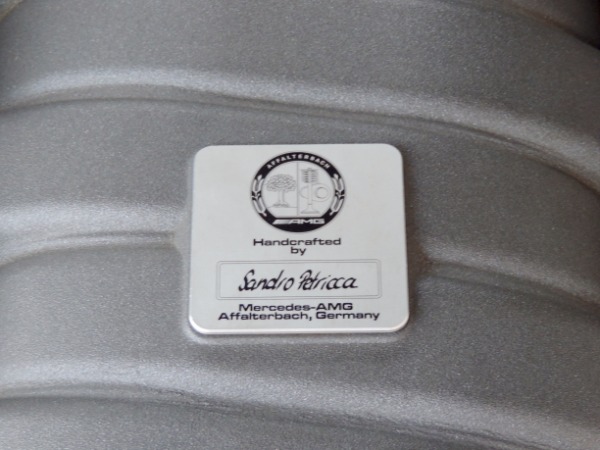 AFFALTERBACH
AMG
Handcrafted
by
Sandro Petricca
Mercedes-AMG
Affalterbach, Germany